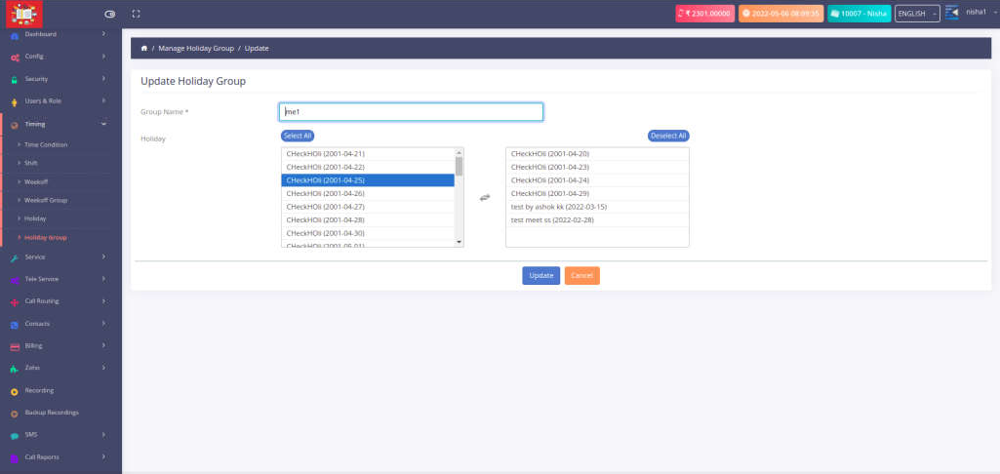 ₹ 2301.00000
2022-05-06 08:09:35
10007 - Nisha
ENGLISH
nisha1
Dashboard
Config
Security
Users & Role
Timing
Time Condition
Shift
Weekoff
Weekoff Group
Holiday
Holiday Group
Service
Tele Service
Call Routing
Contacts
Billing
Zoho
Recording
Backup Recordings
SMS
Call Reports
/ Manage Holiday Group / Update
Update Holiday Group
Group Name *
me1
Holiday
Select All
Deselect All
CHeckHOli (2001-04-21)
CHeckHOli (2001-04-22)
CHeckHOli (2001-04-25)
CHeckHOli (2001-04-26)
CHeckHOli (2001-04-27)
CHeckHOli (2001-04-28)
CHeckHOli (2001-04-30)
CHeckHOli (2001-05-01)
CHeckHOli (2001-04-20)
CHeckHOli (2001-04-23)
CHeckHOli (2001-04-24)
CHeckHOli (2001-04-29)
test by ashok kk (2022-03-15)
test meet ss (2022-02-28)
Update
Cancel